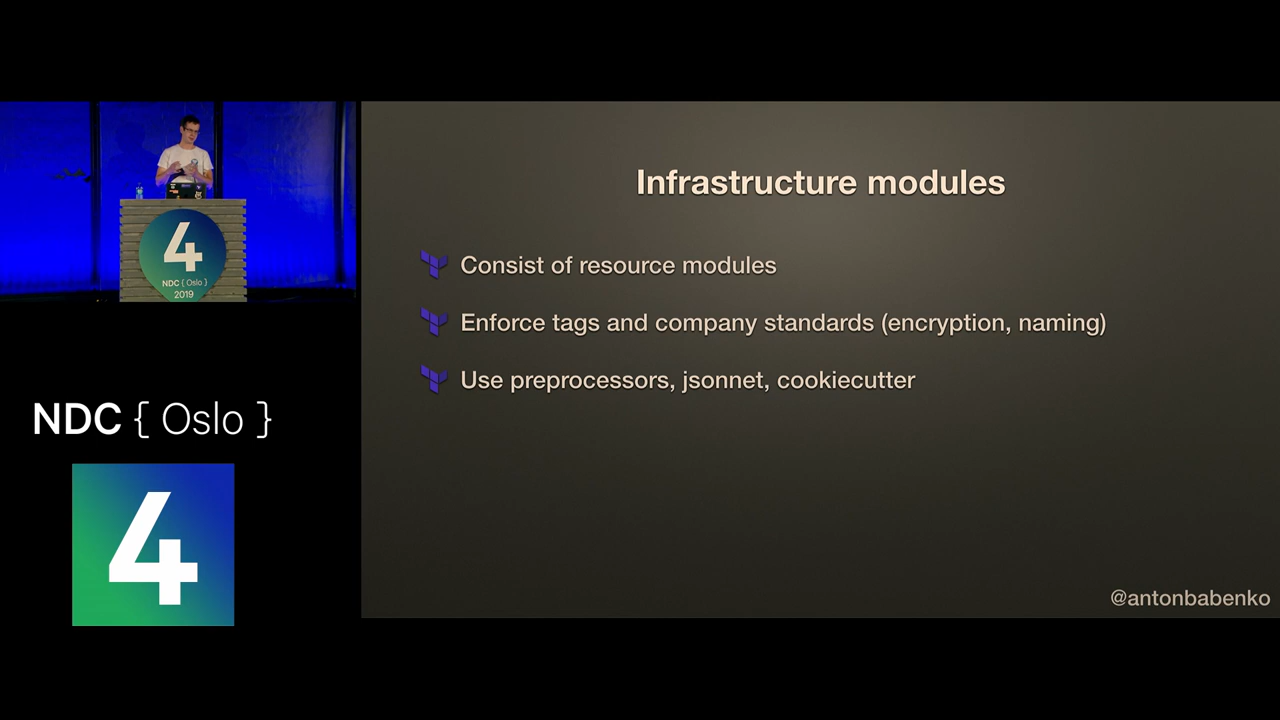 4
NDC { Oslo }
2019
NDC { Oslo }
4
Infrastructure modules
Consist of resource modules
Enforce tags and company standards (encryption, naming)
Use preprocessors, jsonnet, cookiecutter
@antonbabenko